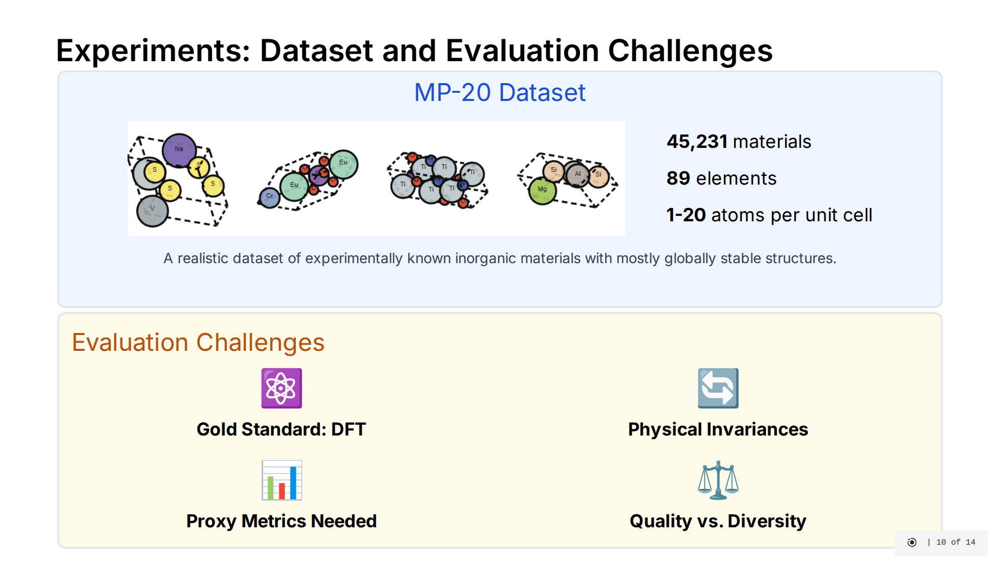 Experiments: Dataset and Evaluation Challenges
MP-20 Dataset
Na
S
S
S
S
V
Eu
Eu
Cr
Ti
Ti
Ti
Ti
Ti
Ti
N
Si
Al
Si
Mg
45,231 materials
89 elements
1-20 atoms per unit cell
A realistic dataset of experimentally known inorganic materials with mostly globally stable structures.
Evaluation Challenges
Gold Standard: DFT
Physical Invariances
Proxy Metrics Needed
Quality vs. Diversity
| 10 of 14